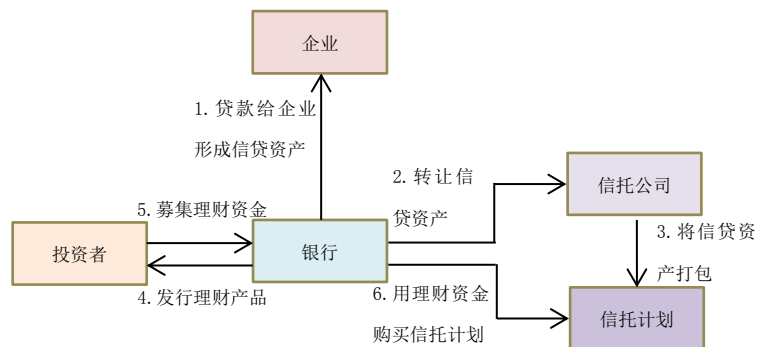 企业
1.贷款给企业
形成信贷资产
2.转让信
贷资产
信托公司
5.募集理财资金
投资者
银行
3.将信贷资
产打包
4.发行理财产品
6.用理财资金
购买信托计划
信托计划